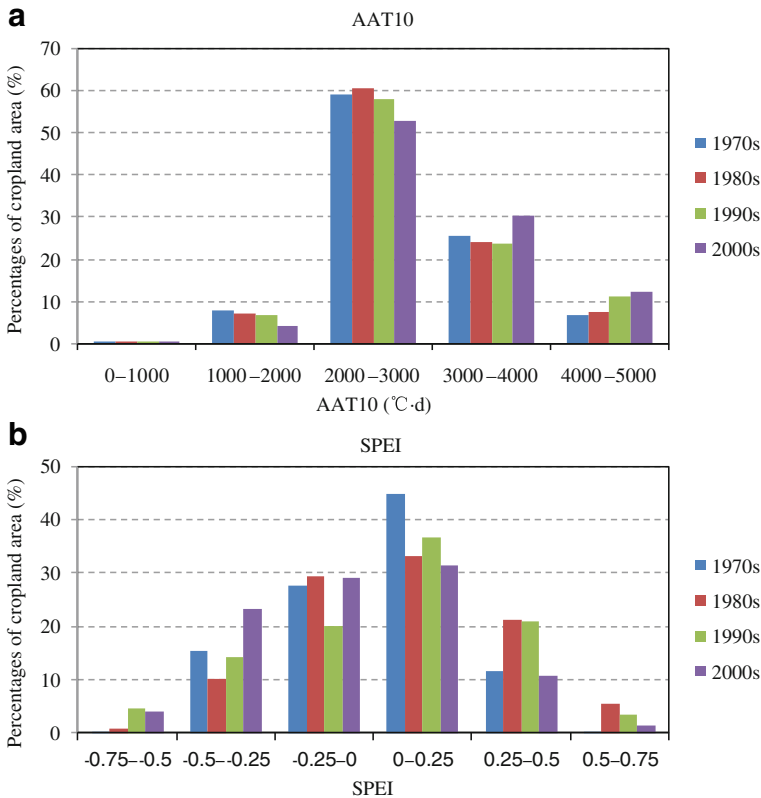 a
AAT10
Percentages of cropland area (%)
70
60
50
40
30
20
10
0
0–1000 1000–2000 2000–3000 3000–4000 4000–5000
AAT10 (℃·d)
1970s
1980s
1990s
2000s
b
SPEI
Percentages of cropland area (%)
50
40
30
20
10
0
-0.75–-0.5 -0.5–-0.25 -0.25–0 0–0.25 0.25–0.5 0.5–0.75
SPEI
1970s
1980s
1990s
2000s